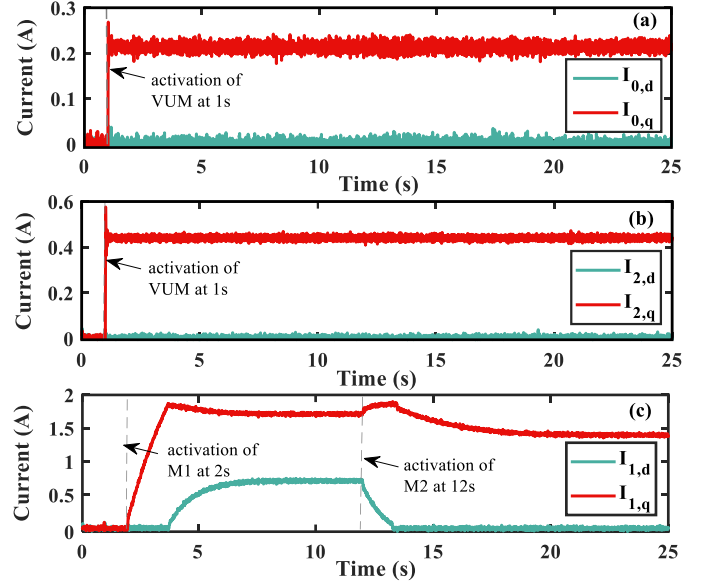 (a)
Current (A)
0.3
0.2
0.1
0
activation of
VUM at 1s
I0,d
I0,q
0 5 10 15 20 25
Time (s)
(b)
Current (A)
0.6
0.4
0.2
0
activation of
VUM at 1s
I2,d
I2,q
0 5 10 15 20 25
Time (s)
(c)
Current (A)
2
1.5
1
0.5
0
activation of
M1 at 2s
activation of
M2 at 12s
I1,d
I1,q
0 5 10 15 20 25
Time (s)